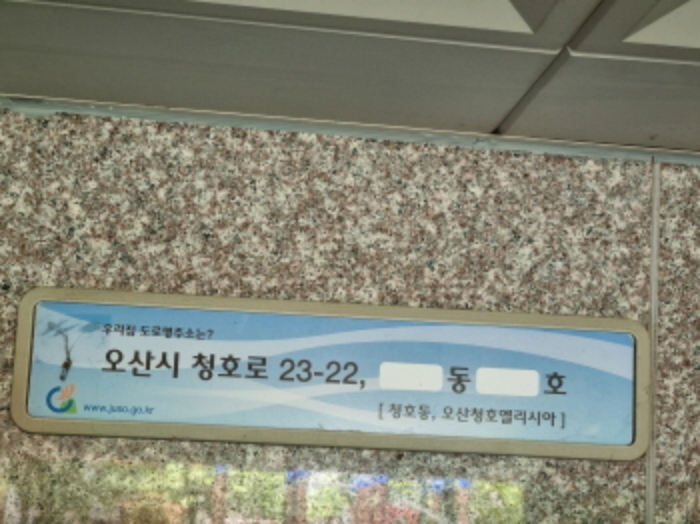 우리집 도로명주소는?
오산시 청호로 23-22, 동 호
[ 청호동, 오산청호엘리시아 ]
www.juso.go.kr